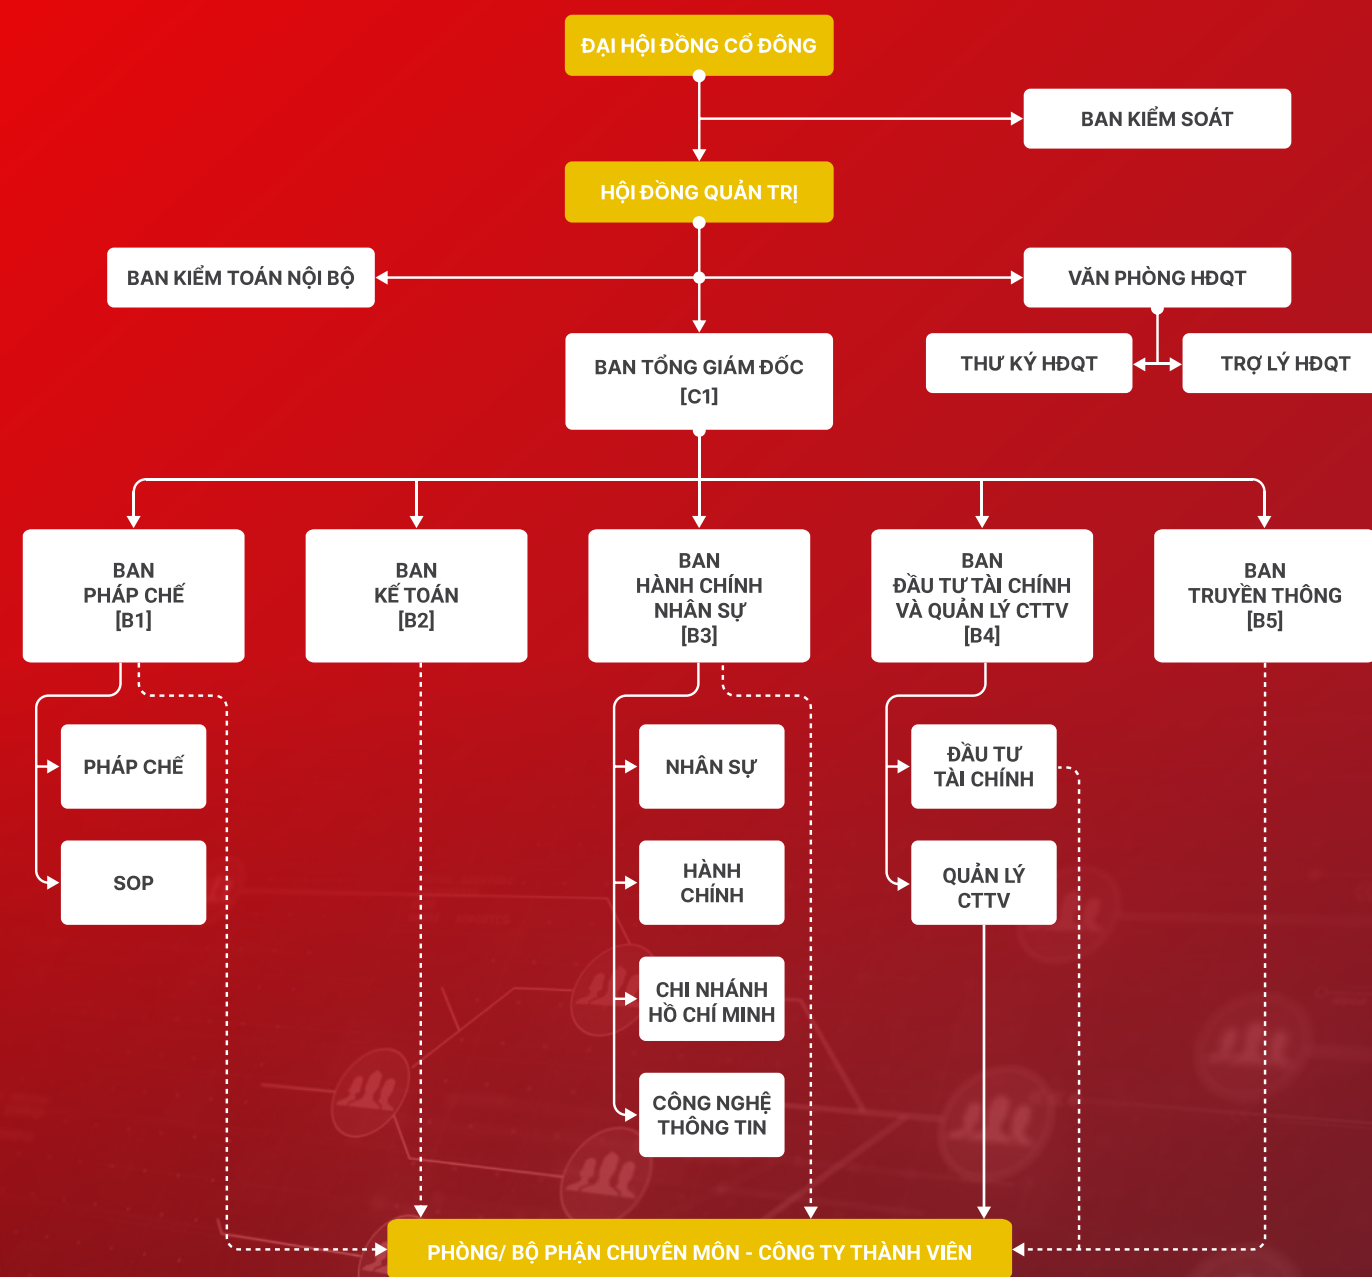 ĐẠI HỘI ĐỒNG CỔ ĐÔNG
BAN KIỂM SOÁT
HỘI ĐỒNG QUẢN TRỊ
BAN KIỂM TOÁN NỘI BỘ
VĂN PHÒNG HĐQT
BAN TỔNG GIÁM ĐỐC
[C1]
THƯ KÝ HĐQT
TRỢ LÝ HĐQT
BAN
PHÁP CHẾ
[B1]
BAN
KẾ TOÁN
[B2]
BAN
HÀNH CHÍNH
NHÂN SỰ
[B3]
BAN
ĐẦU TƯ TÀI CHÍNH
VÀ QUẢN LÝ CTTV
[B4]
BAN
TRUYỀN THÔNG
[B5]
PHÁP CHẾ
SOP
NHÂN SỰ
HÀNH
CHÍNH
CHI NHÁNH
HỒ CHÍ MINH
CÔNG NGHỆ
THÔNG TIN
ĐẦU TƯ
TÀI CHÍNH
QUẢN LÝ
CTTV
PHÒNG/ BỘ PHẬN CHUYÊN MÔN - CÔNG TY THÀNH VIÊN